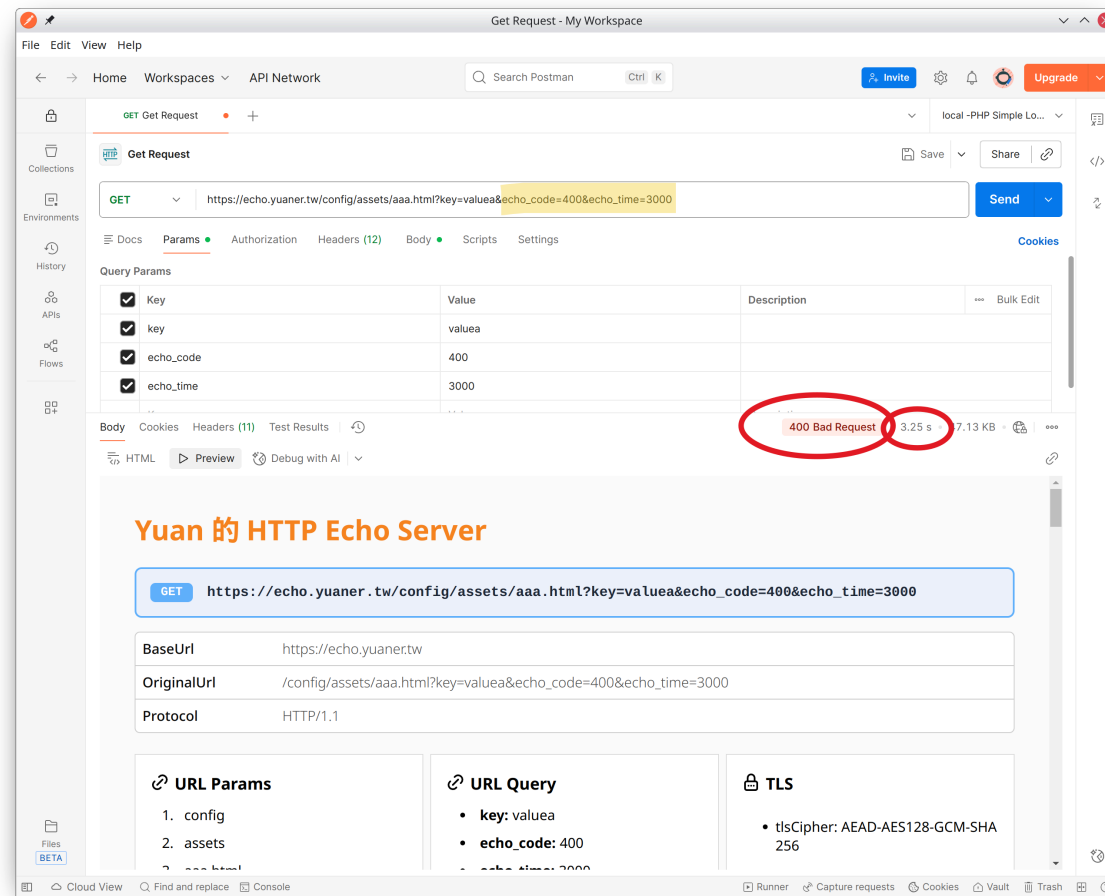 Get Request - My Workspace
File Edit View Help
Home Workspaces API Network Search Postman Ctrl K Invite Upgrade
GET Get Request local -PHP Simple Lo...
HTTP Get Request Save Share
GET https://echo.yuaner.tw/config/assets/aaa.html?key=valuea&echo_code=400&echo_time=3000 Send
Docs Params Authorization Headers (12) Body Scripts Settings Cookies
Query Params
Key Value Description Bulk Edit
key valuea
echo_code 400
echo_time 3000
Collections
Environments
History
APIs
Flows
Body Cookies Headers (11) Test Results 400 Bad Request 3.25 s 7.13 KB
HTML Preview Debug with AI
Yuan 的 HTTP Echo Server
GET https://echo.yuaner.tw/config/assets/aaa.html?key=valuea&echo_code=400&echo_time=3000
BaseUrl https://echo.yuaner.tw
OriginalUrl /config/assets/aaa.html?key=valuea&echo_code=400&echo_time=3000
Protocol HTTP/1.1
URL Params
1. config
2. assets
URL Query
key: valuea
echo_code: 400
TLS
tlsCipher: AEAD-AES128-GCM-SHA
256
Files
BETA
Cloud View Find and replace Console Runner Capture requests Cookies Vault Trash